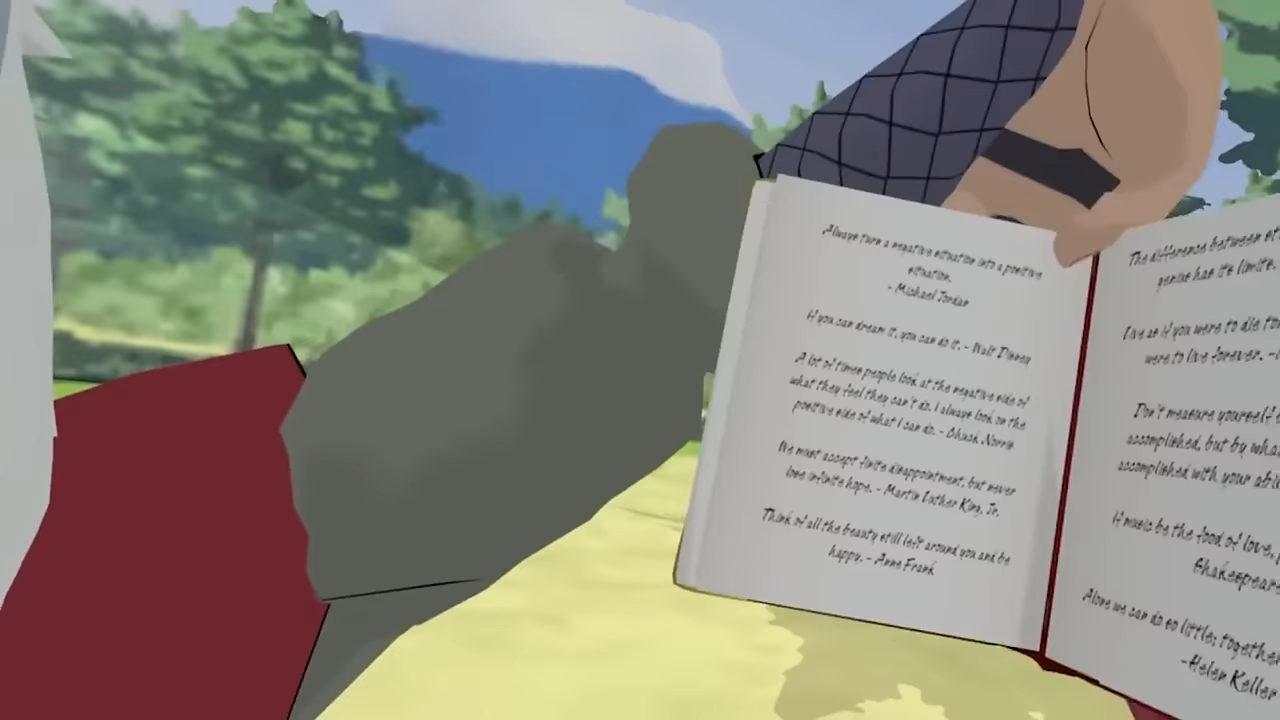 Always turn a negative situation into a positive
situation.
- Michael Jordan
If you can dream it, you can do it. - Walt Disney
A lot of times people look at the negative side of
what they feel they can't do. I always look on the
positive side of what I can do. - Chuck Norris
We must accept finite disappointment, but never
lose infinite hope. - Martin Luther King, Jr.
Think of all the beauty still left around you and be
happy. - Anne Frank
The difference between
genius has its limits.
Live as if you were to die
were to live forever. -
Don't measure yourself
accomplished, but by
accomplished with your
If music be the food of love,
Shakespeare
Alone we can do so little; together
-Helen Keller